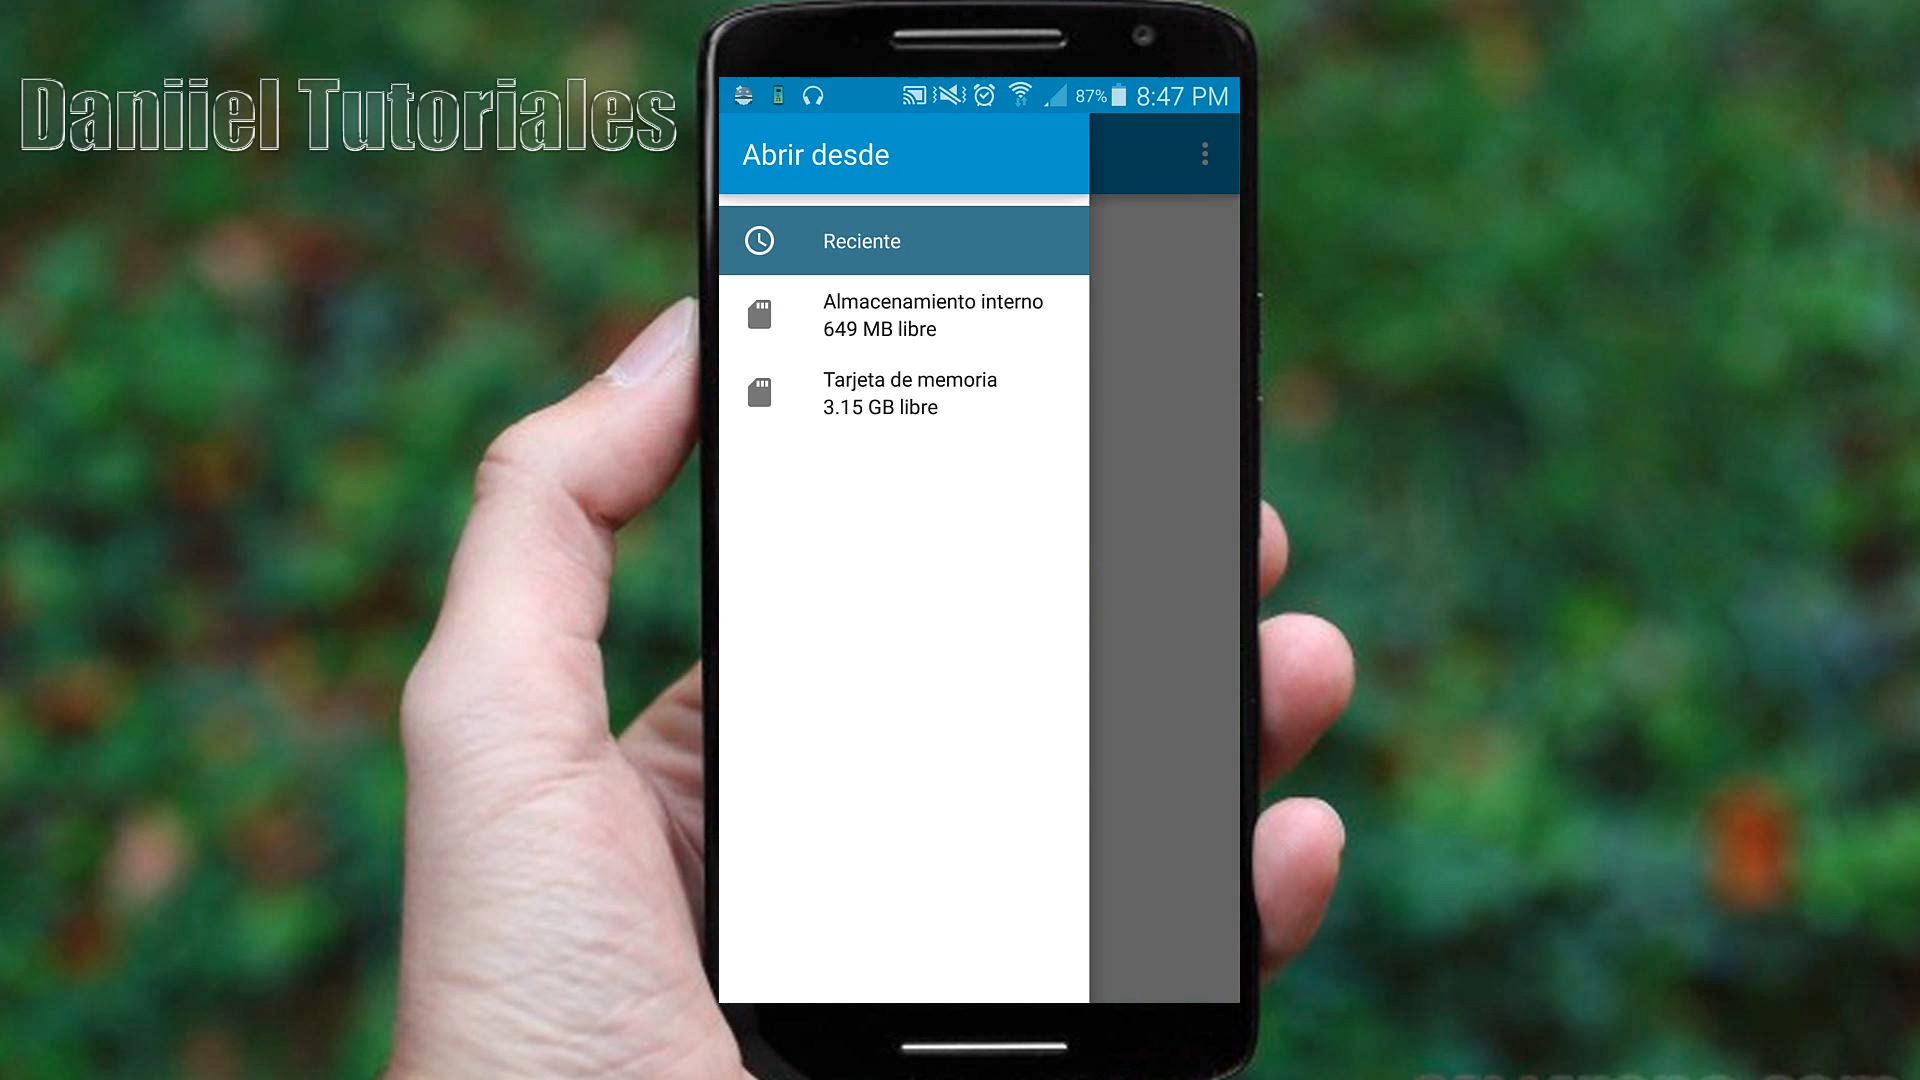 Daniiel Tutoriales
87% 8:47 PM
Abrir desde
Reciente
Almacenamiento interno
649 MB libre
Tarjeta de memoria
3.15 GB libre